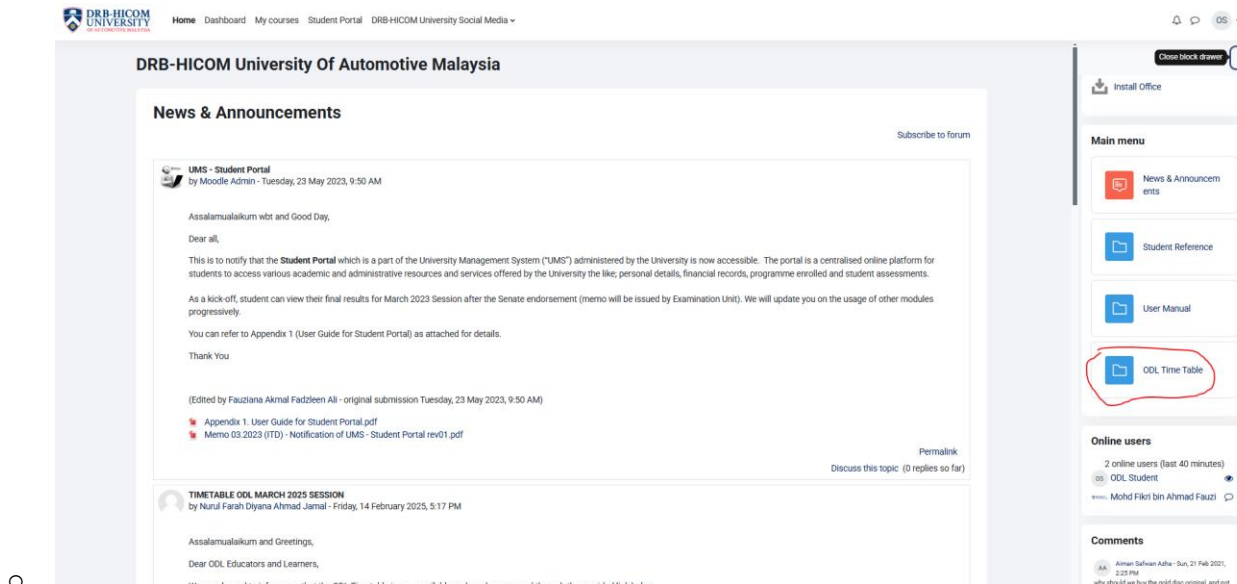 DRB-HICOM
UNIVERSITY
OF AUTOMOTIVE MALAYSIA
Home Dashboard My courses Student Portal DRB-HICOM University Social Media
OS
Close block drawer
DRB-HICOM University Of Automotive Malaysia
News & Announcements
Subscribe to forum
UMS - Student Portal
by Moodle Admin - Tuesday, 23 May 2023, 9:50 AM
Assalamualaikum wbt and Good Day,
Dear all,
This is to notify that the Student Portal which is a part of the University Management System ("UMS") administered by the University is now accessible. The portal is a centralised online platform for
students to access various academic and administrative resources and services offered by the University the like; personal details, financial records, programme enrolled and student assessments.
As a kick-off, student can view their final results for March 2023 Session after the Senate endorsement (memo will be issued by Examination Unit). We will update you on the usage of other modules
progressively.
You can refer to Appendix 1 (User Guide for Student Portal) as attached for details.
Thank You
(Edited by Fauziana Akmal Fadzleen Ali - original submission Tuesday, 23 May 2023, 9:50 AM)
Appendix 1. User Guide for Student Portal.pdf
Memo 03.2023 (ITD) - Notification of UMS - Student Portal rev01.pdf
Permalink
Discuss this topic (0 replies so far)
TIMETABLE ODL MARCH 2025 SESSION
by Nurul Farah Diyana Ahmad Jamal - Friday, 14 February 2025, 5:17 PM
Assalamualaikum and Greetings,
Dear ODL Educators and Learners,
Install Office
Main menu
News & Announcem
ents
Student Reference
User Manual
ODL Time Table
Online users
2 online users (last 40 minutes)
OS ODL Student
Mohd Fikri bin Ahmad Fauzi
Comments
AA Aiman Safwan Azha - Sun, 21 Feb 2021,
2:25 PM
why should we buy the gold disc original, and not